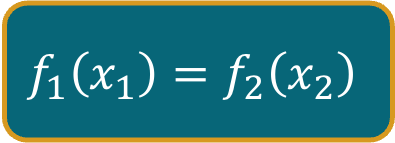 f₁(x₁) = f₂(x₂)